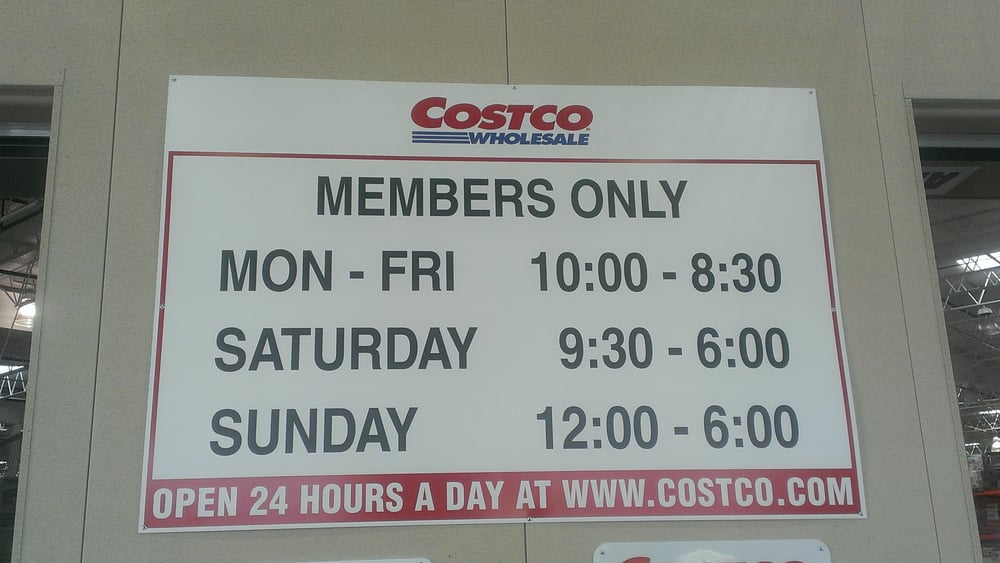 COSTCO
WHOLESALE
MEMBERS ONLY
MON - FRI 10:00 - 8:30
SATURDAY 9:30 - 6:00
SUNDAY 12:00 - 6:00
OPEN 24 HOURS A DAY AT WWW.COSTCO.COM